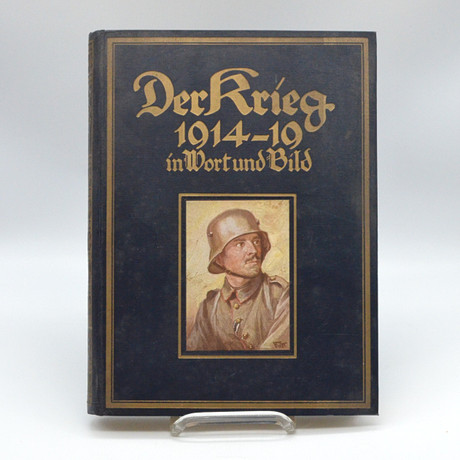 Der Krieg
1914-19
in Wort und Bild